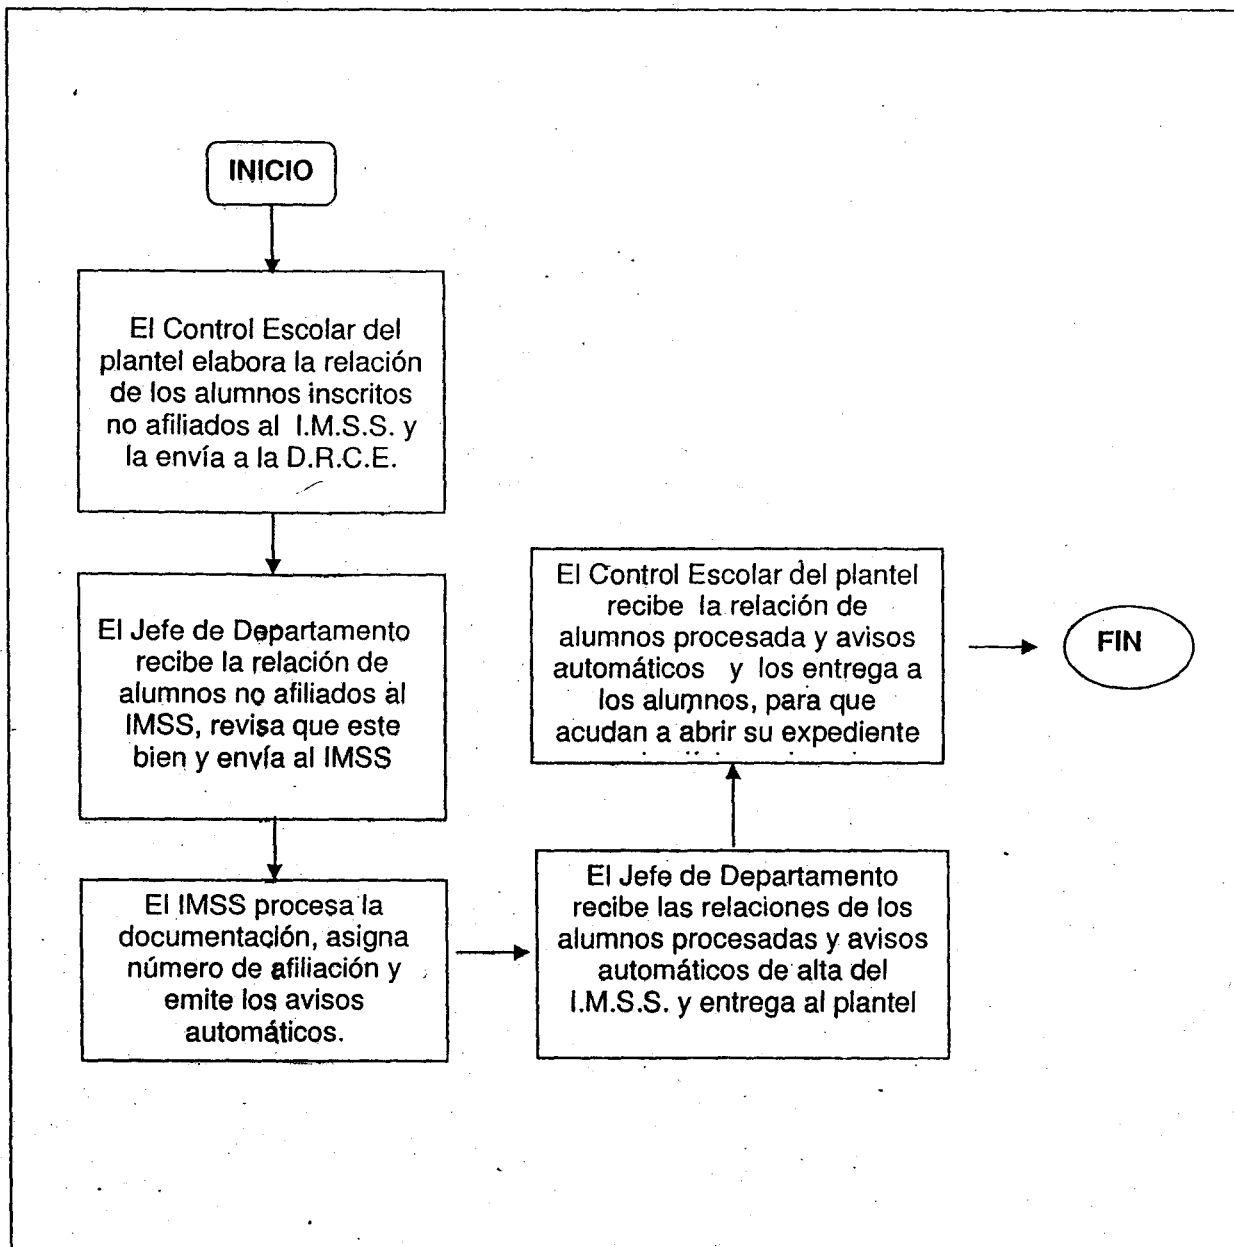 INICIO
El Control Escolar del
plantel elabora la relación
de los alumnos inscritos
no afiliados al I.M.S.S. y
la envía a la D.R.C.E.
El Jefe de Departamento
recibe la relación de
alumnos no afiliados al
IMSS, revisa que este
bien y envía al IMSS
El IMSS procesa la
documentación, asigna
número de afiliación y
emite los avisos
automáticos.
El Jefe de Departamento
recibe las relaciones de los
alumnos procesadas y avisos
automáticos de alta del
I.M.S.S. y entrega al plantel
El Control Escolar del plantel
recibe la relación de
alumnos procesada y avisos
automáticos y los entrega a
los alumnos, para que
acudan a abrir su expediente
FIN